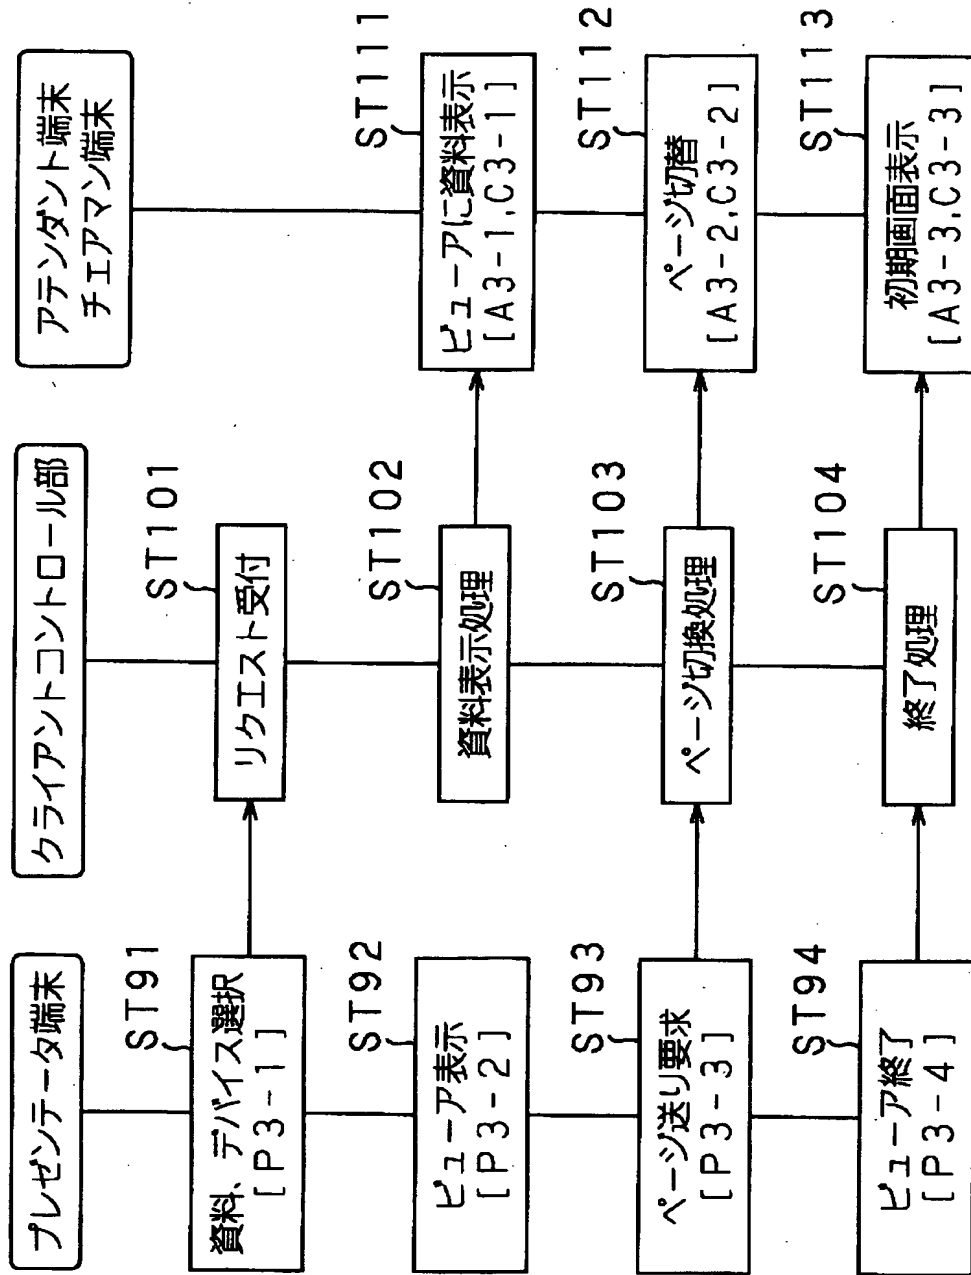 プレゼンテータ端末
クライアントコントロール部
アテンダント端末
チェアマン端末
ST91
資料、デバイス選択
[P3-1]
ST101
リクエスト受付
ST92
ビューア表示
[P3-2]
ST102
資料表示処理
ST111
ビューアに資料表示
[A3-1,C3-1]
ST93
ページ送り要求
[P3-3]
ST103
ページ切換処理
ST112
ページ切替
[A3-2,C3-2]
ST94
ビューア終了
[P3-4]
ST104
終了処理
ST113
初期画面表示
[A3-3,C3-3]